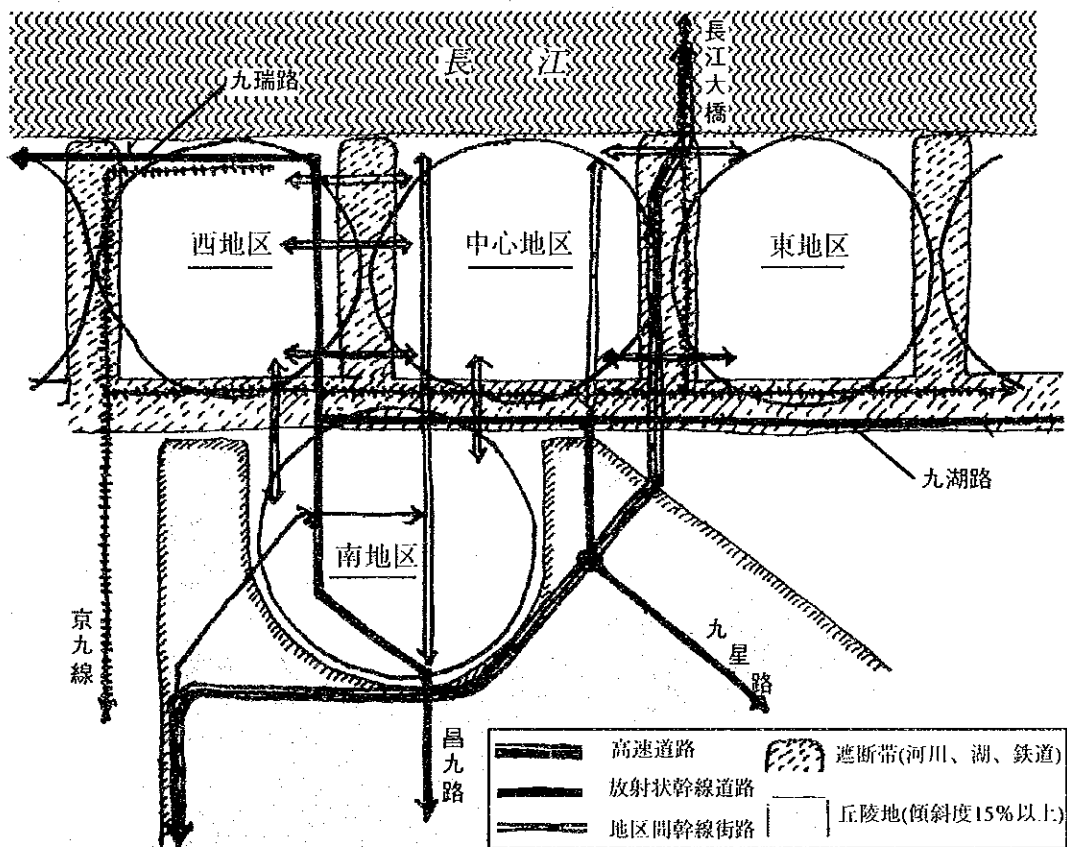 長江
長江大橋
九瑞路
西地区
中心地区
東地区
九湖路
南地区
京九線
九星路
昌九路
高速道路
放射状幹線道路
地区間幹線街路
遮断帯(河川、湖、鉄道)
丘陵地(傾斜度15%以上)